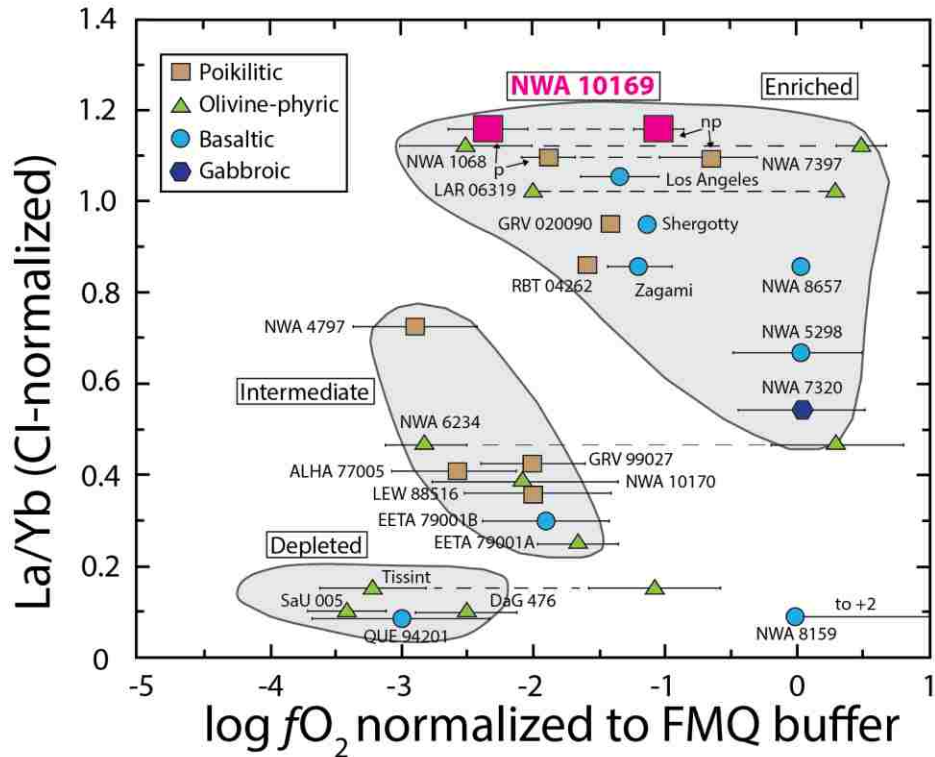 La/Yb (CI-normalized)
1.4
1.2
1.0
0.8
0.6
0.4
0.2
0
Poikilitic
Olivine-phyric
Basaltic
Gabbroic
NWA 10169
Enriched
np
NWA 1068
p
NWA 7397
LAR 06319
Los Angeles
GRV 020090
Shergotty
RBT 04262
Zagami
NWA 8657
NWA 4797
NWA 5298
Intermediate
NWA 7320
NWA 6234
ALHA 77005
GRV 99027
LEW 88516
NWA 10170
EETA 79001B
EETA 79001A
Depleted
Tissint
SaU 005
DaG 476
QUE 94201
to +2
NWA 8159
-5 -4 -3 -2 -1 0 1
log fO2 normalized to FMQ buffer